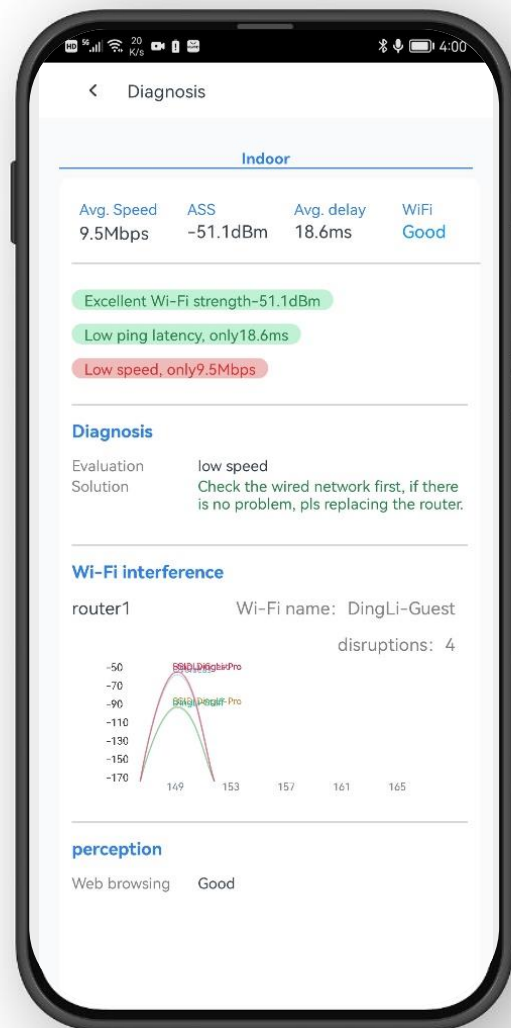 HD 5G 20 K/s 4:00
Diagnosis
Indoor
Avg. Speed ASS Avg. delay WiFi
9.5Mbps -51.1dBm 18.6ms Good
Excellent Wi-Fi strength-51.1dBm
Low ping latency, only18.6ms
Low speed, only9.5Mbps
Diagnosis
Evaluation low speed
Solution Check the wired network first, if there
is no problem, pls replacing the router.
Wi-Fi interference
router1 Wi-Fi name: DingLi-Guest
disruptions: 4
-50
-70
-90
-110
-130
-150
-170
149 153 157 161 165
perception
Web browsing Good